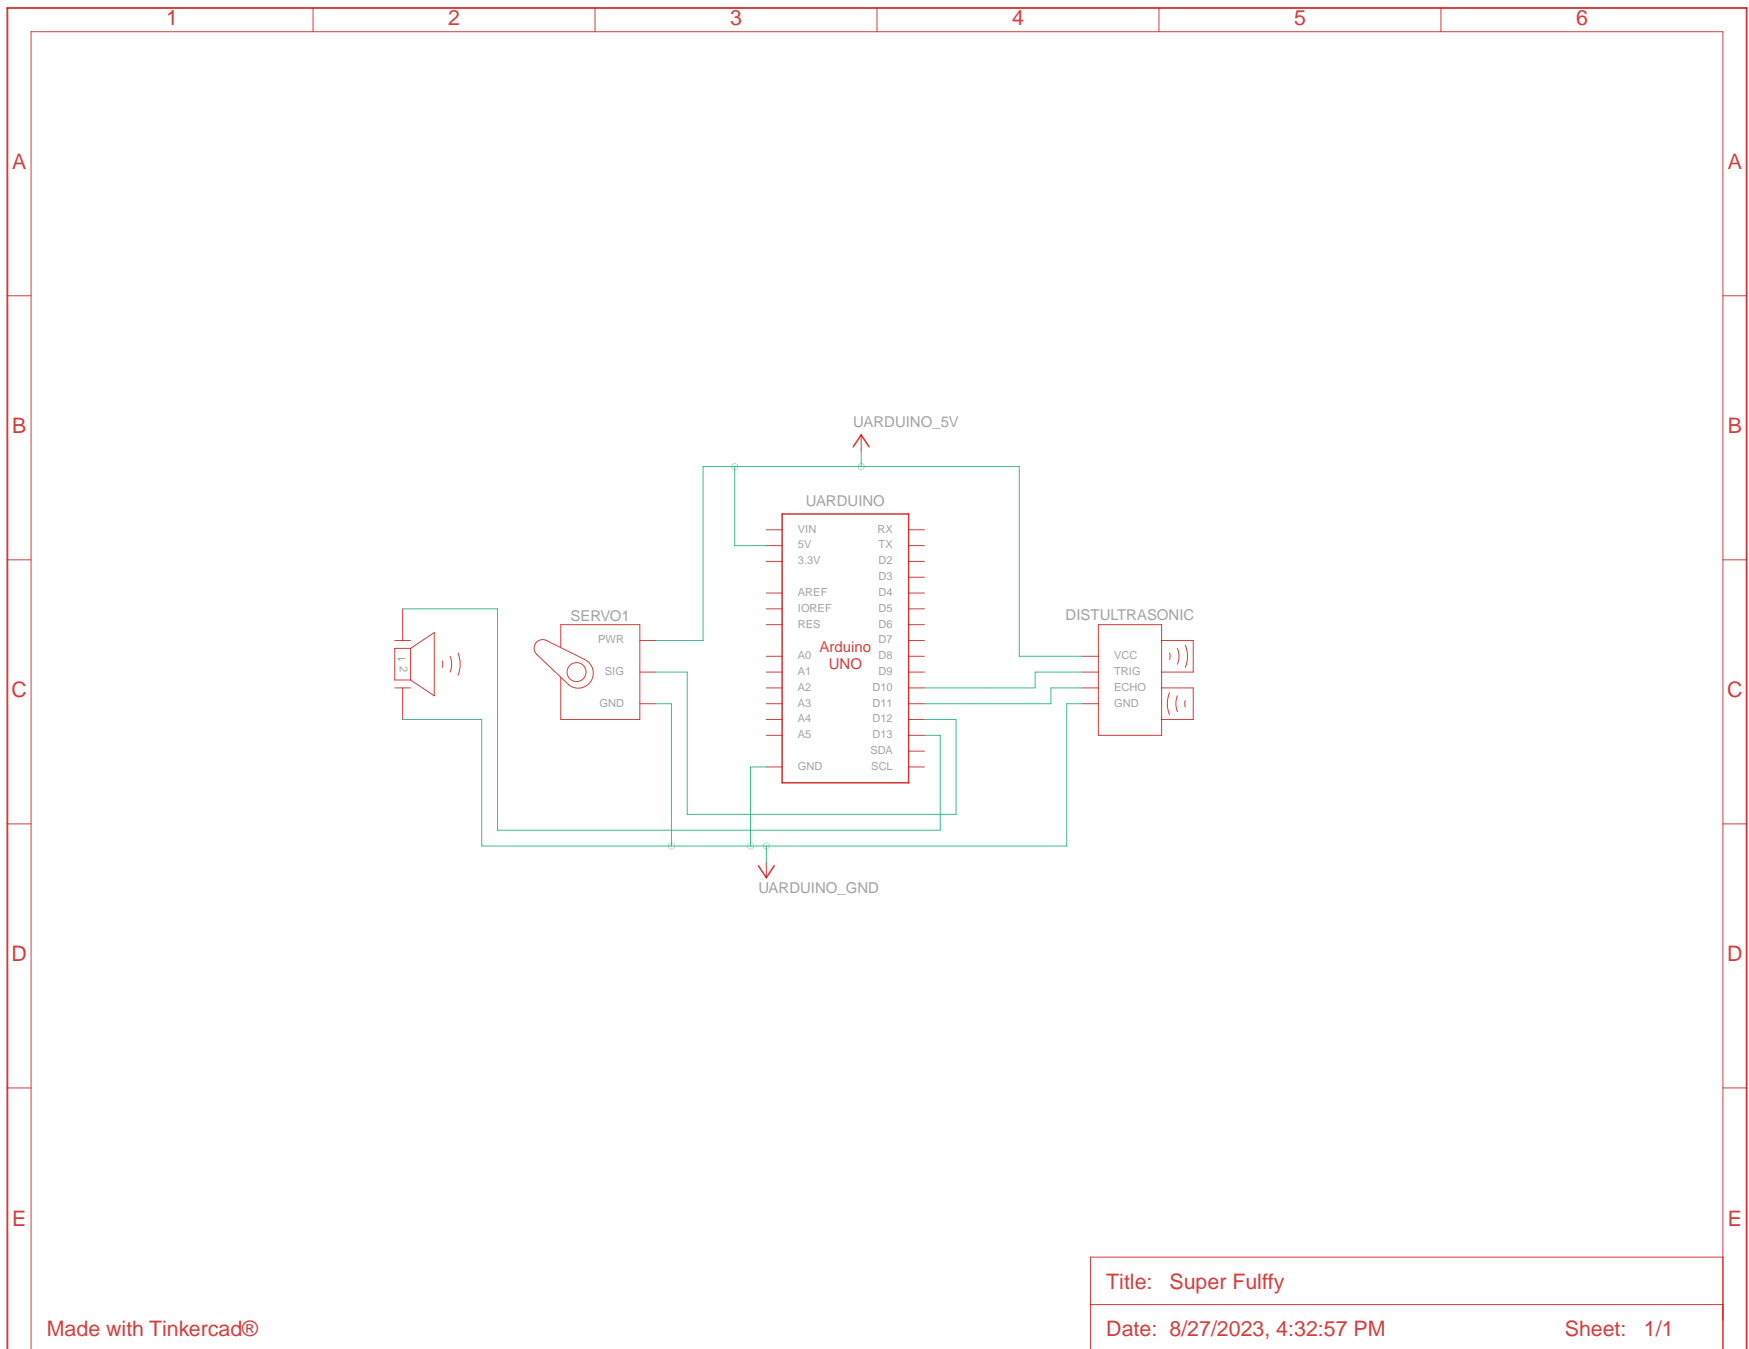 1 2 3 4 5 6
A A
B B
UARDUINO_5V
UARDUINO
VIN RX
5V TX
3.3V D2
D3
AREF D4
IOREF D5
RES D6
D7
Arduino
UNO
A0 D8
A1 D9
A2 D10
A3 D11
A4 D12
A5 D13
SDA
GND SCL
SERVO1
PWR
SIG
GND
1 2
DISTULTRASONIC
VCC
TRIG
ECHO
GND
C C
UARDUINO_GND
D D
E E
Title: Super Fulffy
Made with Tinkercad®
Date: 8/27/2023, 4:32:57 PM Sheet: 1/1